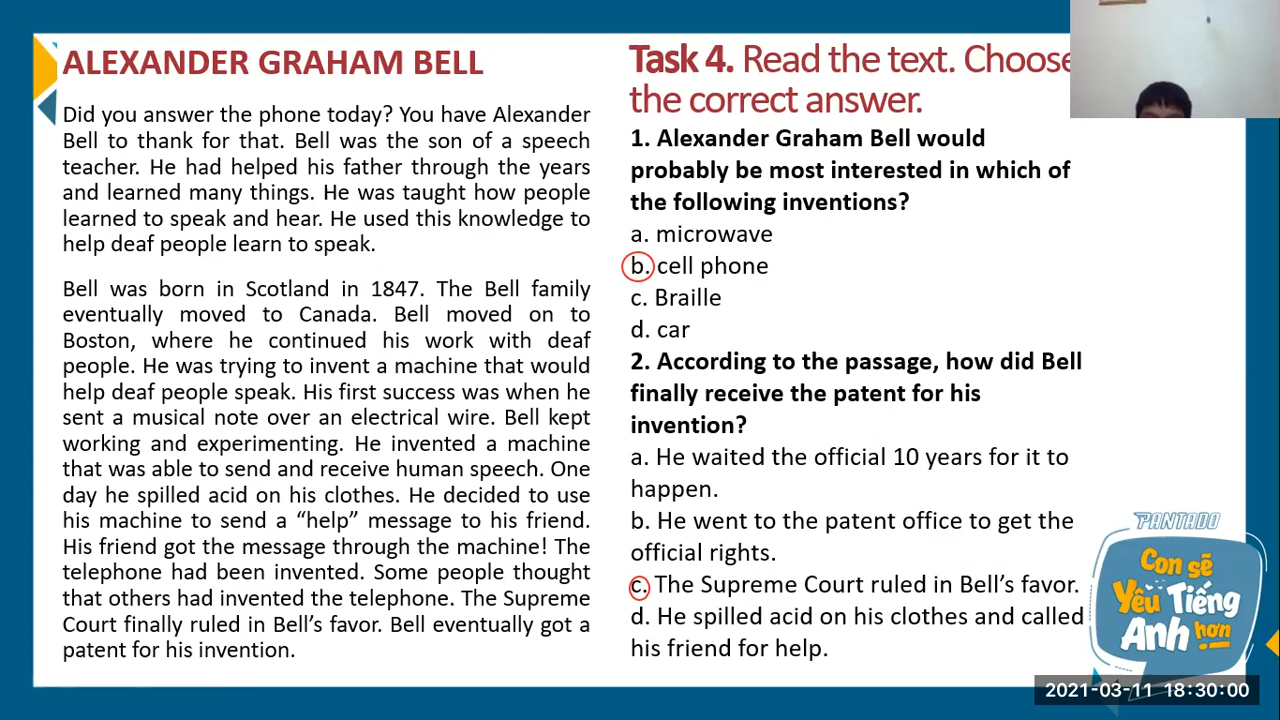 ALEXANDER GRAHAM BELL
Did you answer the phone today? You have Alexander
Bell to thank for that. Bell was the son of a speech
teacher. He had helped his father through the years
and learned many things. He was taught how people
learned to speak and hear. He used this knowledge to
help deaf people learn to speak.
Bell was born in Scotland in 1847. The Bell family
eventually moved to Canada. Bell moved on to
Boston, where he continued his work with deaf
people. He was trying to invent a machine that would
help deaf people speak. His first success was when he
sent a musical note over an electrical wire. Bell kept
working and experimenting. He invented a machine
that was able to send and receive human speech. One
day he spilled acid on his clothes. He decided to use
his machine to send a “help” message to his friend.
His friend got the message through the machine! The
telephone had been invented. Some people thought
that others had invented the telephone. The Supreme
Court finally ruled in Bell’s favor. Bell eventually got a
patent for his invention.
Task 4. Read the text. Choose
the correct answer.
1. Alexander Graham Bell would
probably be most interested in which of
the following inventions?
a. microwave
b. cell phone
c. Braille
d. car
2. According to the passage, how did Bell
finally receive the patent for his
invention?
a. He waited the official 10 years for it to
happen.
b. He went to the patent office to get the
official rights.
c. The Supreme Court ruled in Bell’s favor.
d. He spilled acid on his clothes and called
his friend for help.
PANTADO
Con sẽ
Yêu Tiếng
Anh hơn
2021-03-11 18:30:00